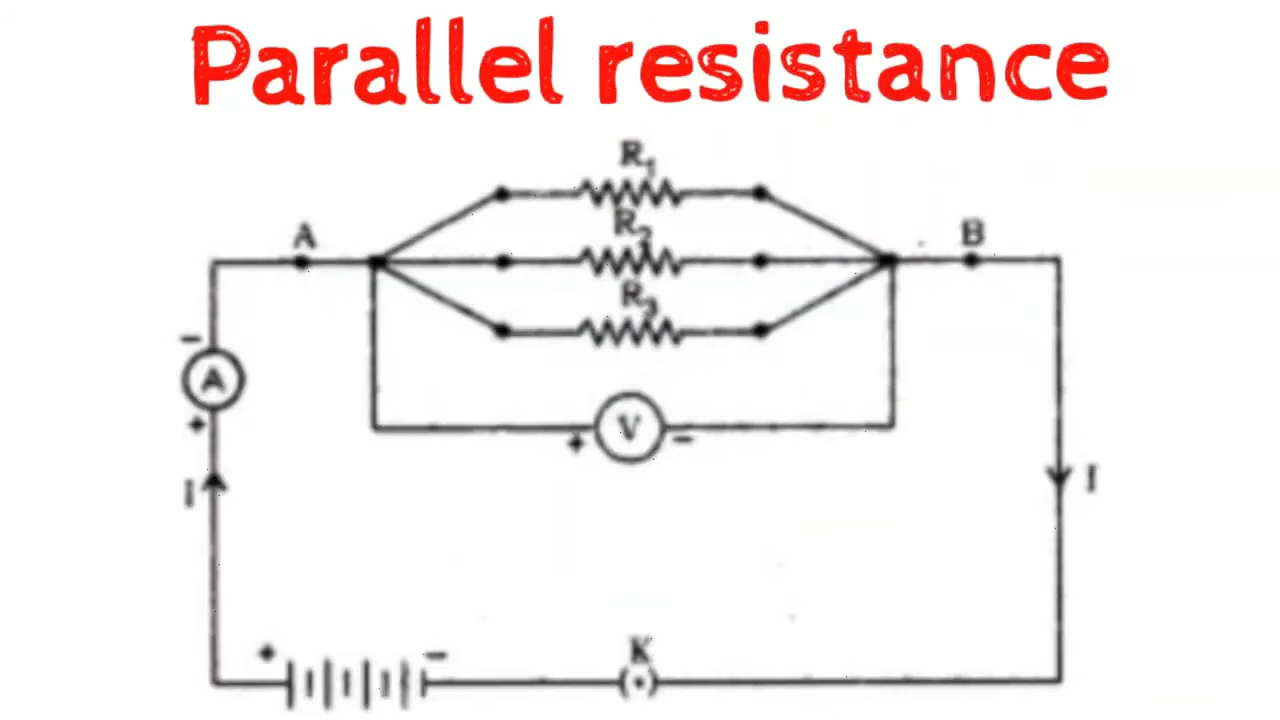 Parallel resistance
R1
R2
A
B
R3
−
A
+
+ V −
I
I
+ −
K